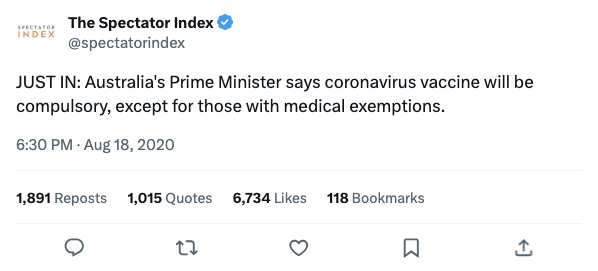 SPECTATOR
INDEX
The Spectator Index
@spectatorindex
JUST IN: Australia's Prime Minister says coronavirus vaccine will be
compulsory, except for those with medical exemptions.
6:30 PM · Aug 18, 2020
1,891 Reposts 1,015 Quotes 6,734 Likes 118 Bookmarks